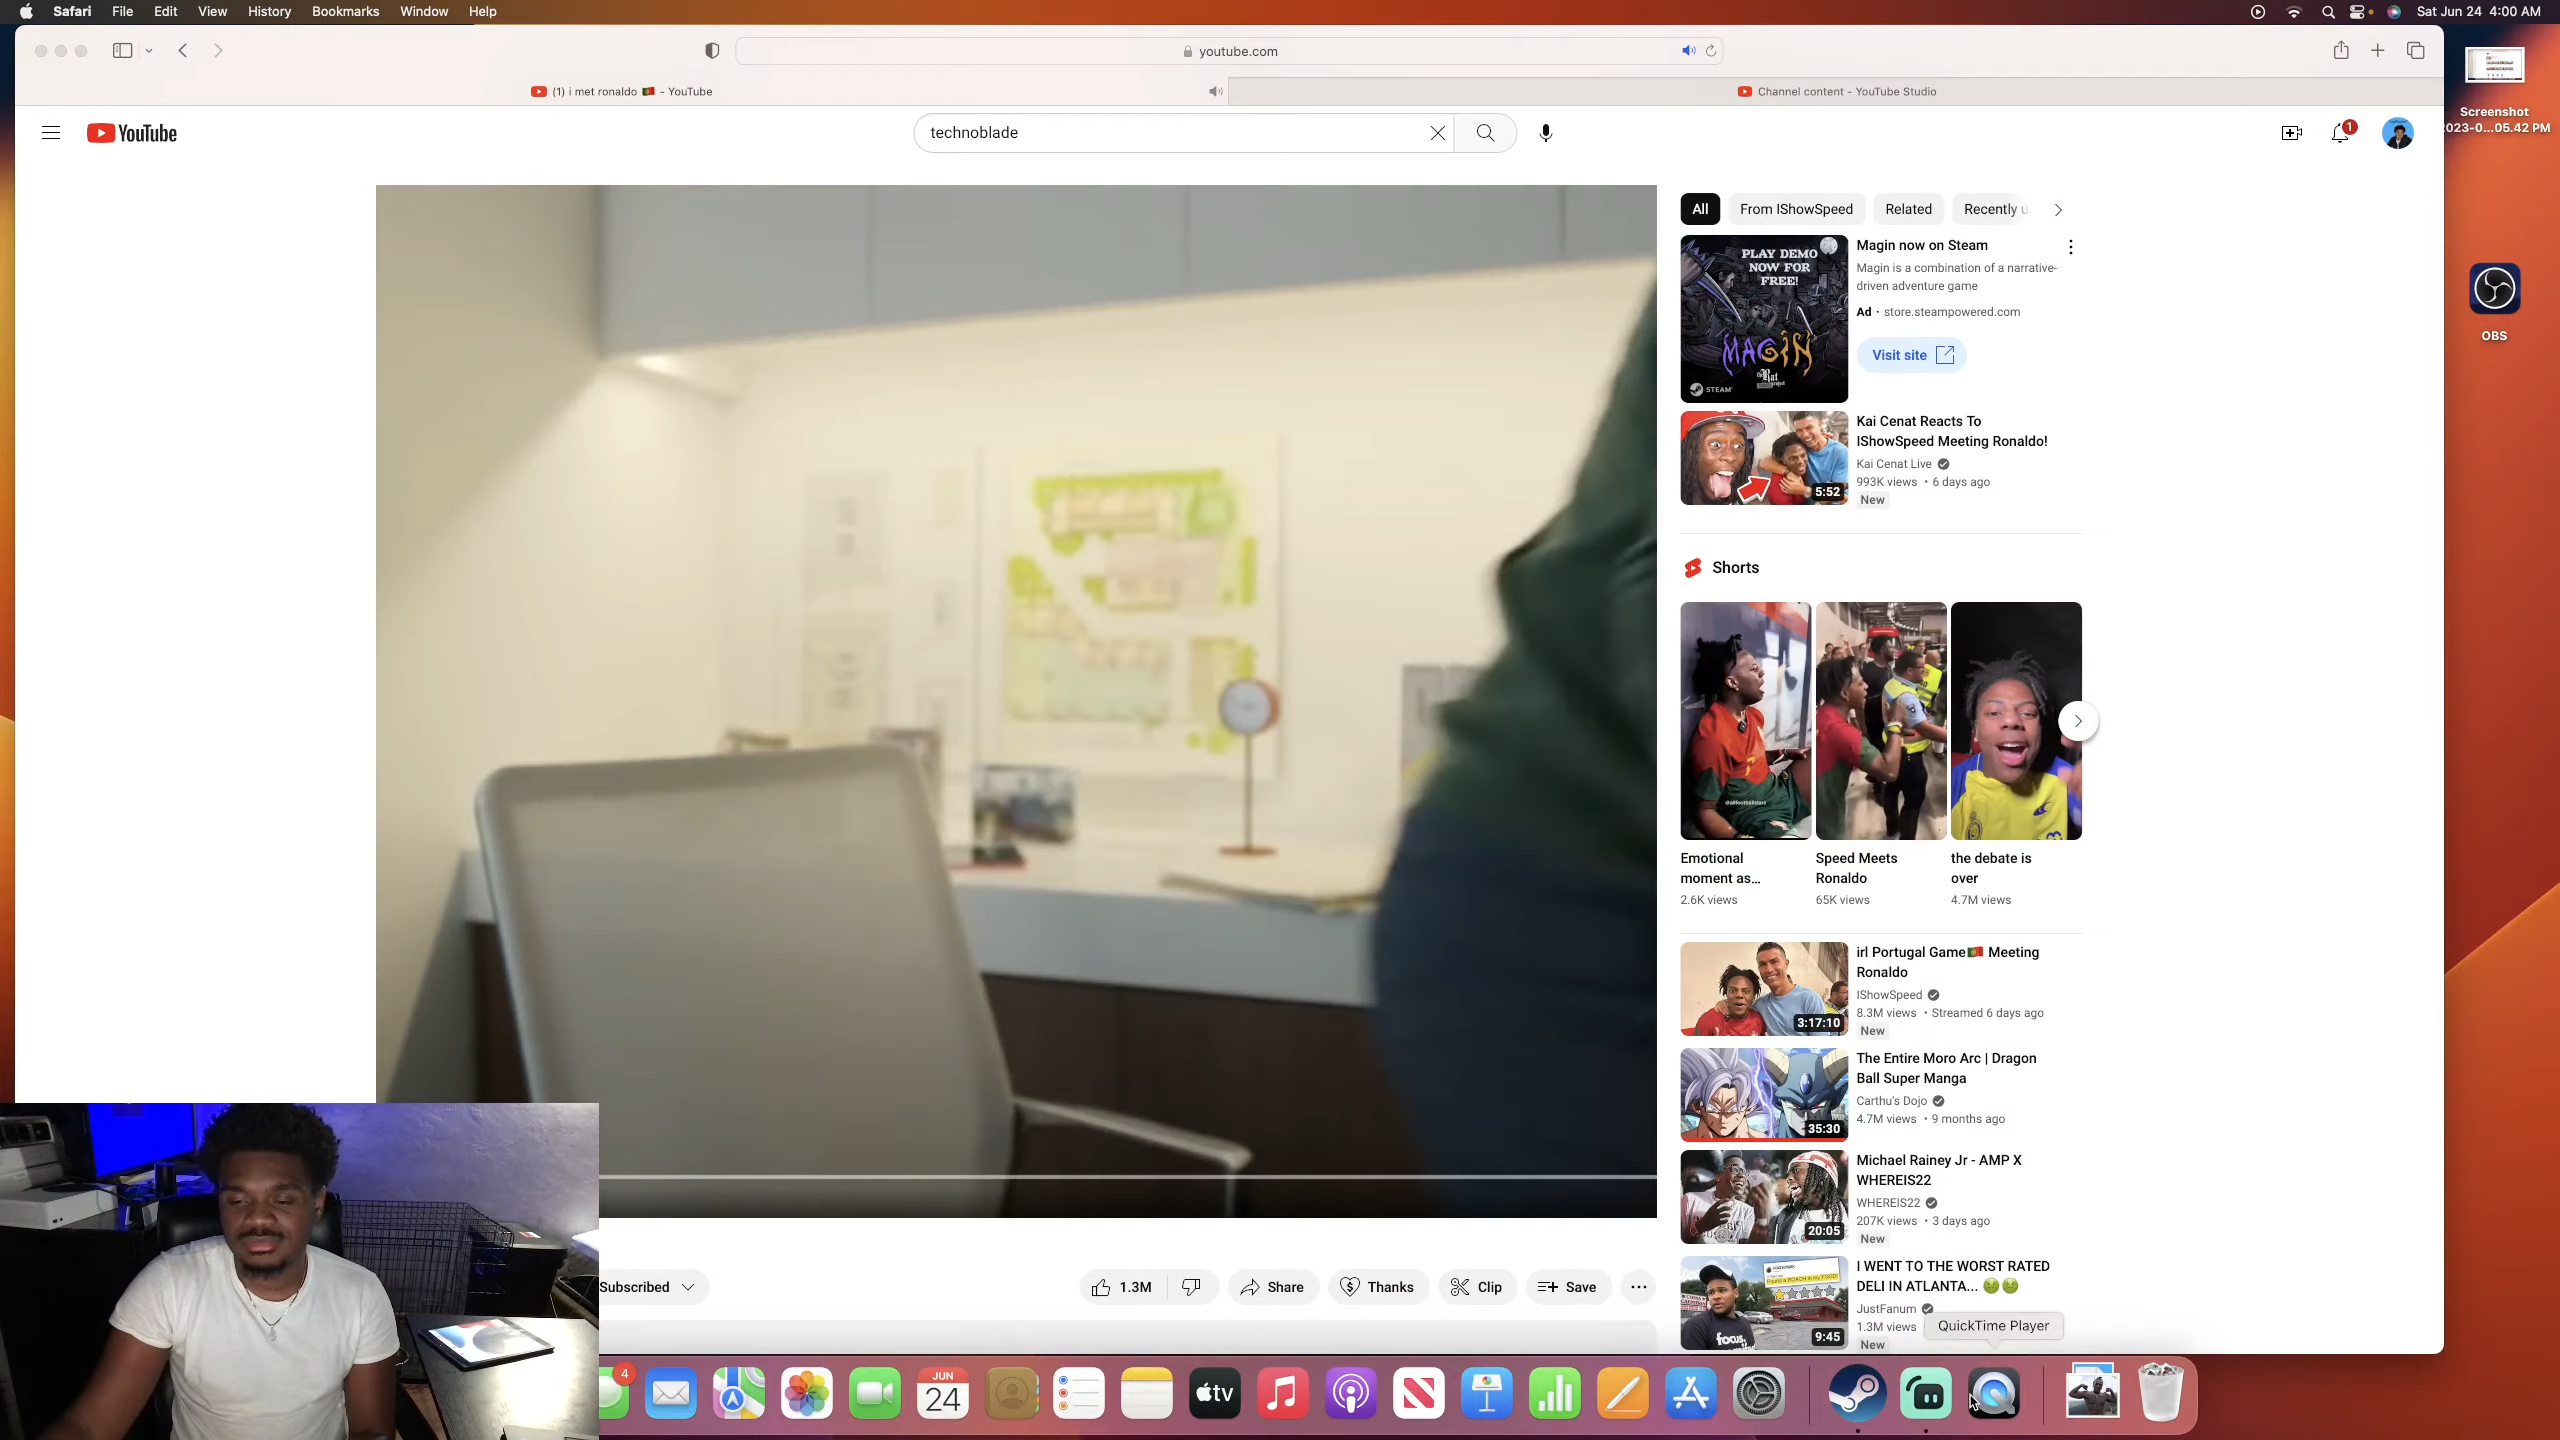 Safari File Edit View History Bookmarks Window Help
Sat Jun 24 4:00 AM
youtube.com
(1) i met ronaldo 🇵🇹 - YouTube
Channel content - YouTube Studio
YouTube
technoblade
1
Screenshot
2023-0...05.42 PM
OBS
All From IShowSpeed Related Recently u
PLAY DEMO
NOW FOR
FREE!
MAGIN
STEAM
Magin now on Steam
Magin is a combination of a narrative-
driven adventure game
Ad · store.steampowered.com
Visit site
5:52
Kai Cenat Reacts To
IShowSpeed Meeting Ronaldo!
Kai Cenat Live
993K views • 6 days ago
New
Shorts
Emotional
moment as...
2.6K views
Speed Meets
Ronaldo
65K views
the debate is
over
4.7M views
3:17:10
irl Portugal Game🇵🇹 Meeting
Ronaldo
IShowSpeed
8.3M views • Streamed 6 days ago
New
35:30
The Entire Moro Arc | Dragon
Ball Super Manga
Carthu's Dojo
4.7M views • 9 months ago
20:05
Michael Rainey Jr - AMP X
WHEREIS22
WHEREIS22
207K views • 3 days ago
New
focus
9:45
I WENT TO THE WORST RATED
DELI IN ATLANTA... 🤢🤢
JustFanum
1.3M views
New
QuickTime Player
Subscribed
1.3M
Share
Thanks
Clip
Save
4
JUN
24
tv